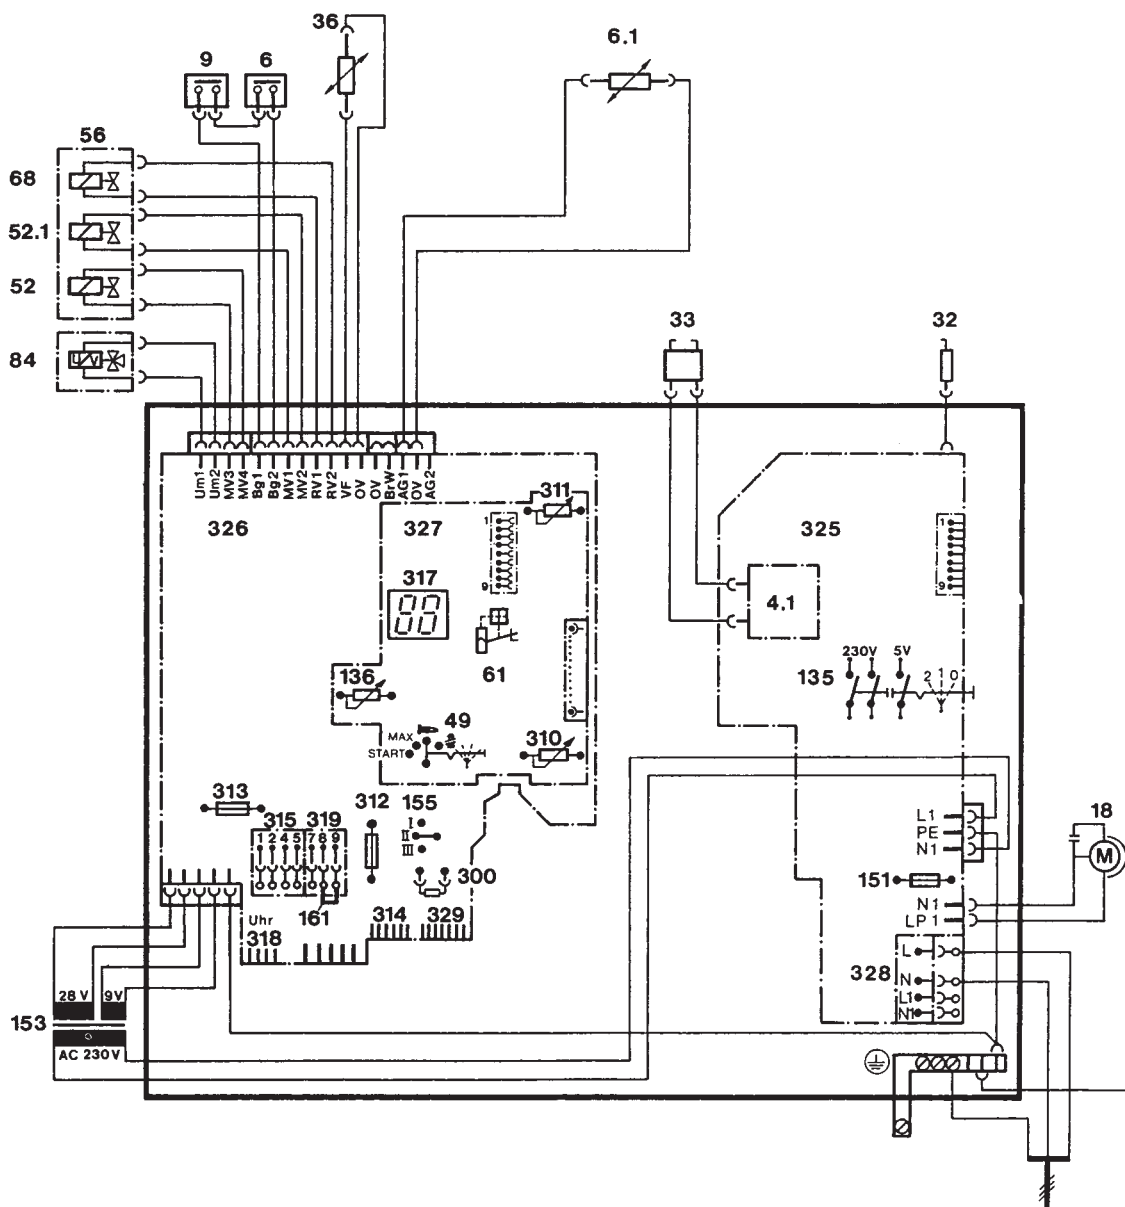 36
6.1
9
6
56
68
52.1
52
84
33
32
Um1
Um2
MV3
MV4
Bg1
Bg2
MV1
MV2
RV1
RV2
VF
OV
OV
BrW
AG1
OV
AG2
326
327
311
325
1
9
1
9
317
4.1
230V
5V
135
2 1 0
136
61
49
MAX
START
310
313
315
319
312
155
I
II
III
1 2 4 5
7 8 9
300
161
Uhr
318
314
329
L1
PE
N1
18
M
151
N1
LP1
328
L
N
L1
N1
28 V
9V
153
AC 230V